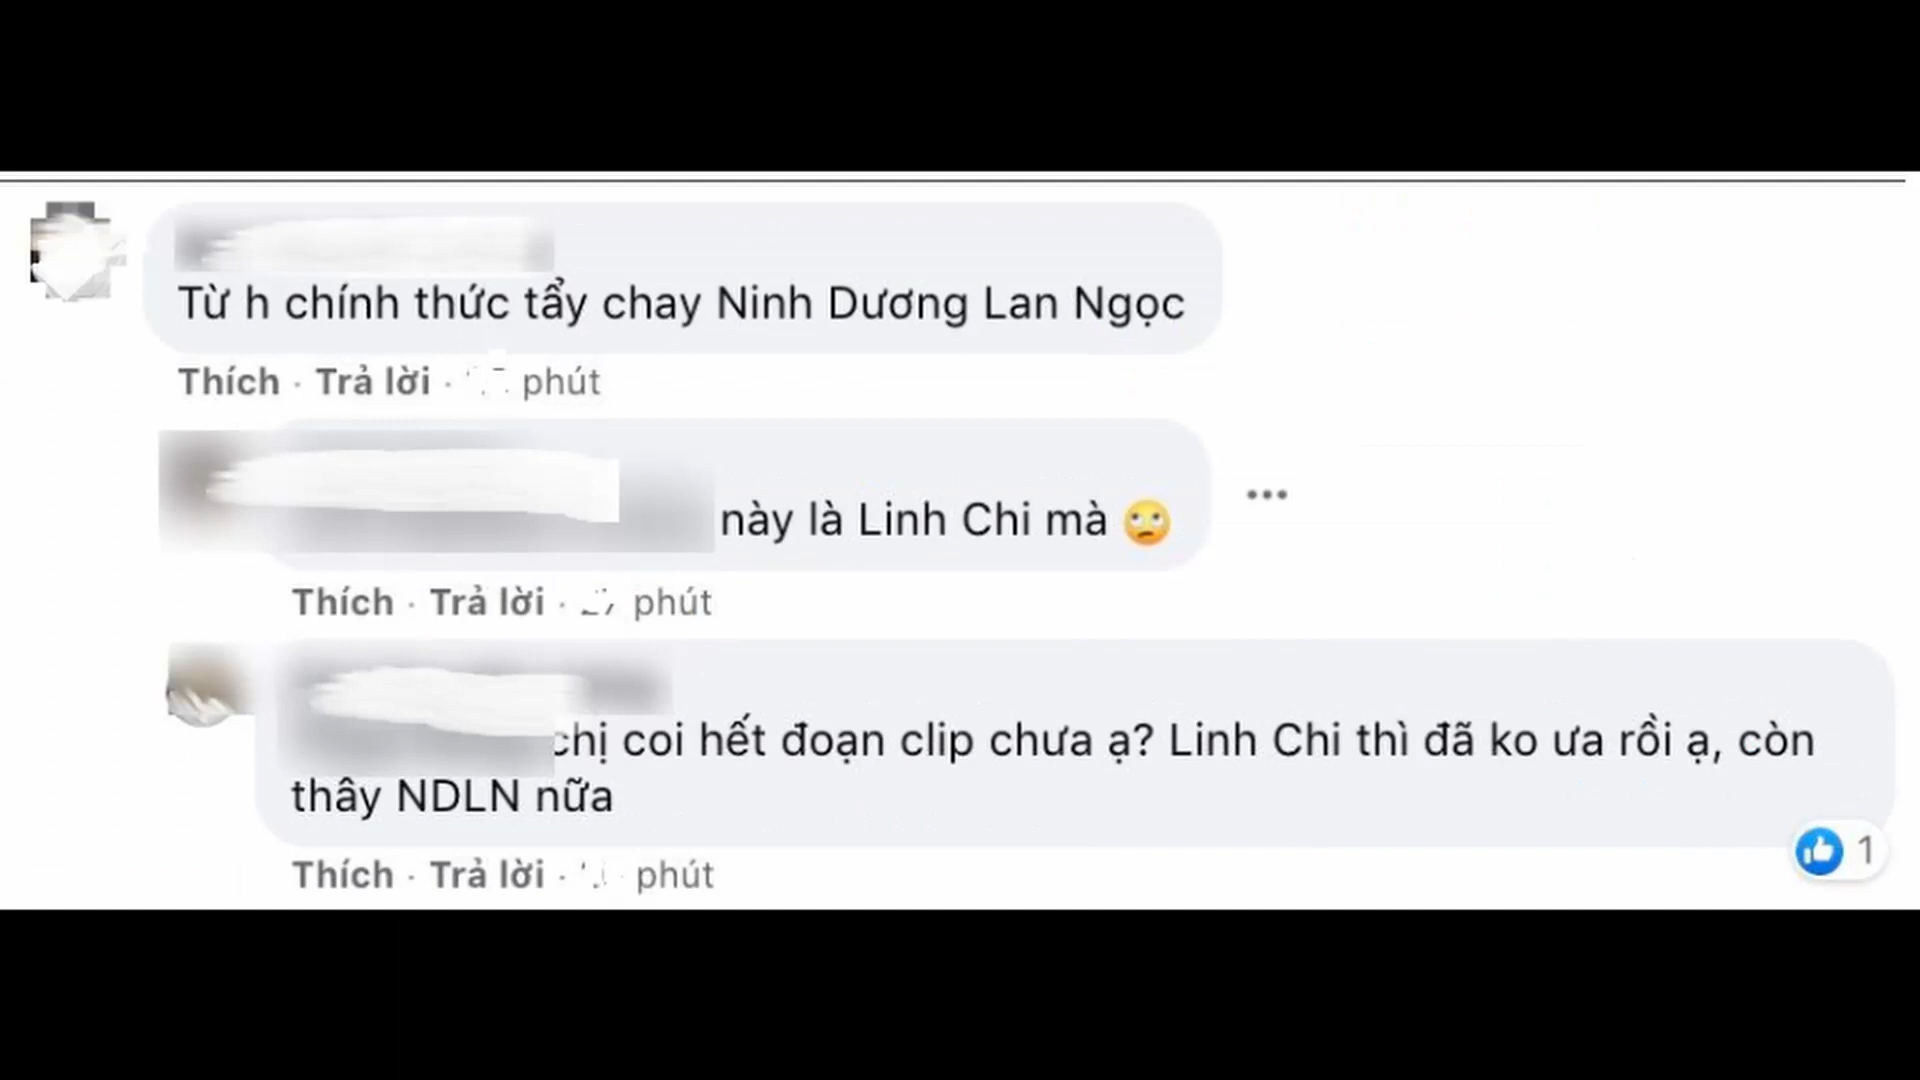 Từ h chính thức tẩy chay Ninh Dương Lan Ngọc
Thích · Trả lời · phút
này là Linh Chi mà 🙄
Thích · Trả lời · phút
chị coi hết đoạn clip chưa ạ? Linh Chi thì đã ko ưa rồi ạ, còn
thây NDLN nữa
1
Thích · Trả lời · phút